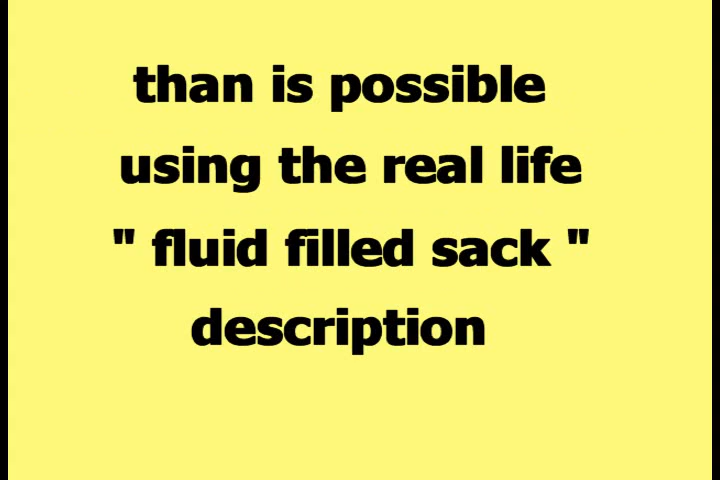 than is possible
using the real life
" fluid filled sack "
description